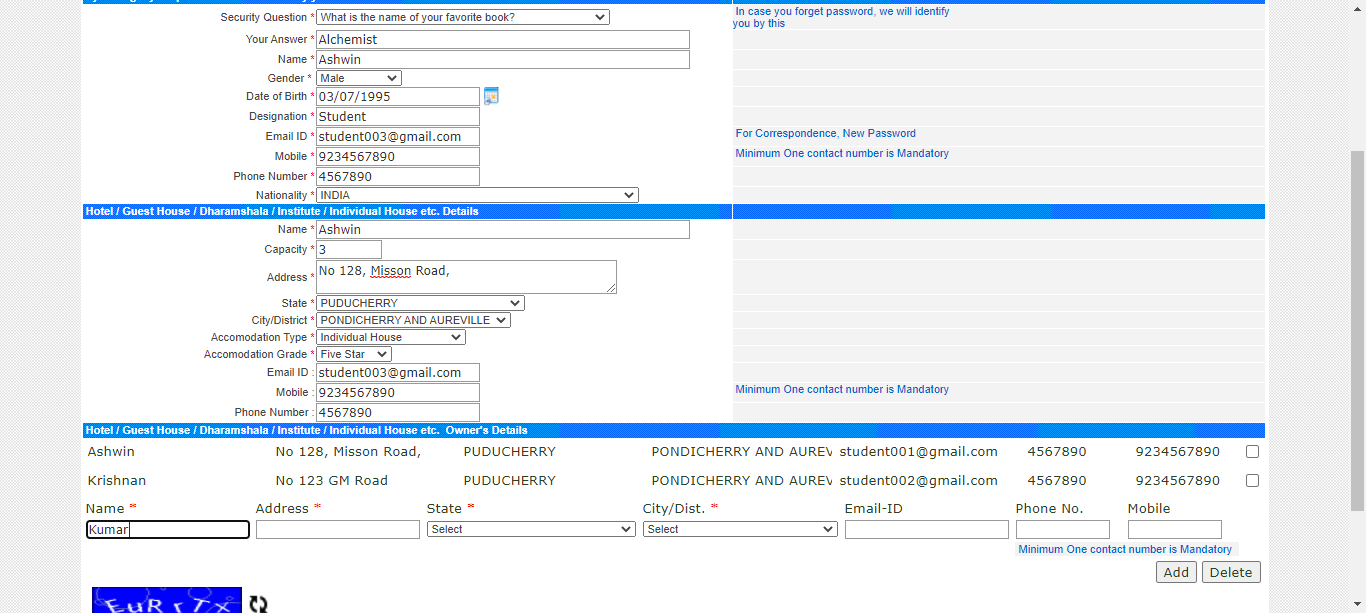 Security Question * What is the name of your favorite book? In case you forget password, we will identify
you by this
Your Answer * Alchemist
Name * Ashwin
Gender * Male
Date of Birth * 03/07/1995
Designation * Student
Email ID * student003@gmail.com For Correspondence, New Password
Mobile * 9234567890 Minimum One contact number is Mandatory
Phone Number * 4567890
Nationality * INDIA
Hotel / Guest House / Dharamshala / Institute / Individual House etc. Details
Name * Ashwin
Capacity * 3
Address * No 128, Misson Road,
State * PUDUCHERRY
City/District * PONDICHERRY AND AUREVILLE
Accomodation Type * Individual House
Accomodation Grade * Five Star
Email ID : student003@gmail.com
Mobile : 9234567890 Minimum One contact number is Mandatory
Phone Number : 4567890
Hotel / Guest House / Dharamshala / Institute / Individual House etc. Owner's Details
Ashwin No 128, Misson Road, PUDUCHERRY PONDICHERRY AND AUREV student001@gmail.com 4567890 9234567890
Krishnan No 123 GM Road PUDUCHERRY PONDICHERRY AND AUREV student002@gmail.com 4567890 9234567890
Name * Address * State * City/Dist. * Email-ID Phone No. Mobile
Kumar Select Select
Minimum One contact number is Mandatory
Add Delete